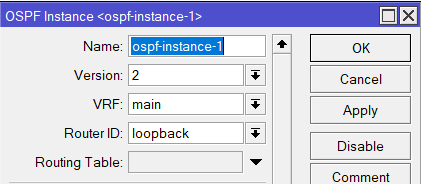 OSPF Instance <ospf-instance-1>
Name: ospf-instance-1
OK
Version: 2
Cancel
VRF: main
Apply
Router ID: loopback
Disable
Routing Table:
Comment